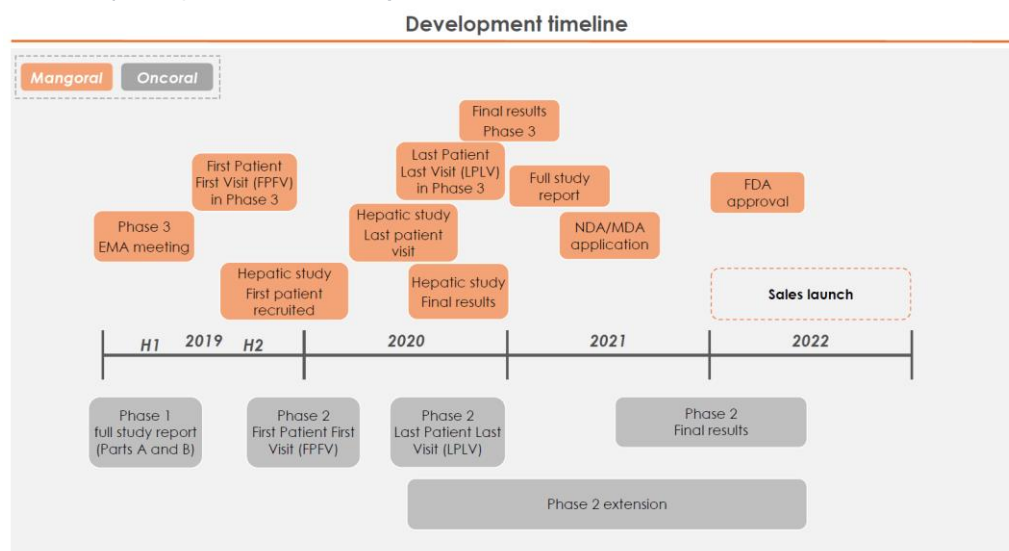 Development timeline
Mangoral
Oncoral
Final results
Phase 3
Last Patient
Last Visit (LPLV)
in Phase 3
First Patient
First Visit (FPFV)
in Phase 3
Full study
report
FDA
approval
Phase 3
EMA meeting
Hepatic study
Last patient
visit
NDA/MDA
application
Hepatic study
First patient
recruited
Hepatic study
Final results
Sales launch
H1 2019 H2
2020
2021
2022
Phase 1
full study report
(Parts A and B)
Phase 2
First Patient First
Visit (FPFV)
Phase 2
Last Patient Last
Visit (LPLV)
Phase 2
Final results
Phase 2 extension